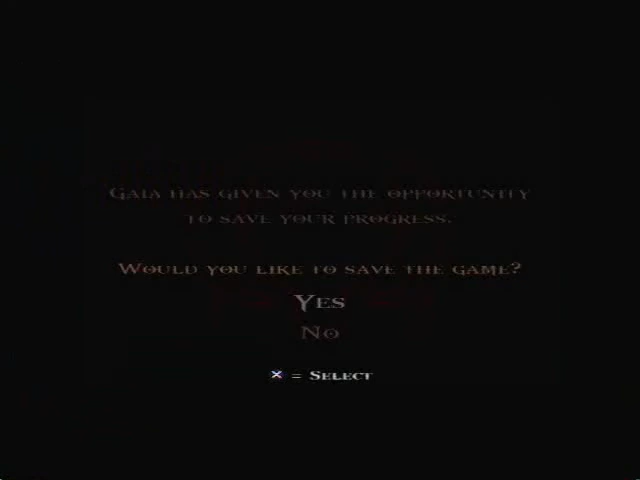 Gaia has given you the opportunity
to save your progress.
Would you like to save the game?
Yes
No
X = Select